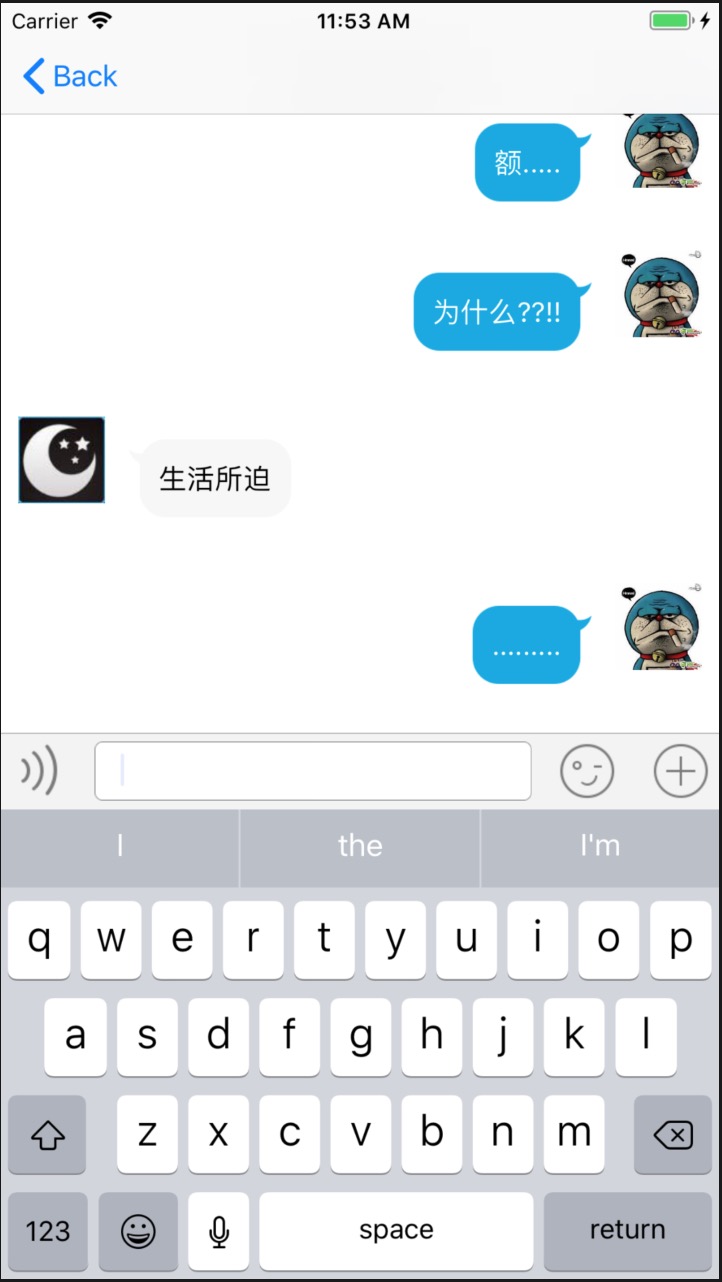 Carrier 11:53 AM
Back
额.....
为什么??!!
生活所迫
.........
I the I'm
q w e r t y u i o p
a s d f g h j k l
z x c v b n m
123 space return